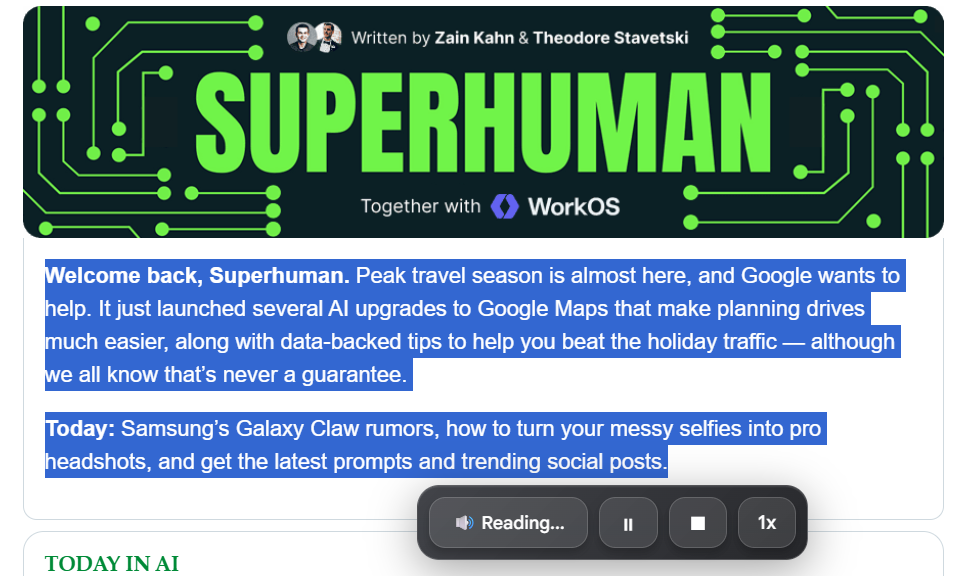 Written by Zain Kahn & Theodore Stavetski
SUPERHUMAN
Together with WorkOS
Welcome back, Superhuman. Peak travel season is almost here, and Google wants to
help. It just launched several AI upgrades to Google Maps that make planning drives
much easier, along with data-backed tips to help you beat the holiday traffic — although
we all know that’s never a guarantee.
Today: Samsung’s Galaxy Claw rumors, how to turn your messy selfies into pro
headshots, and get the latest prompts and trending social posts.
Reading...
1x
TODAY IN AI